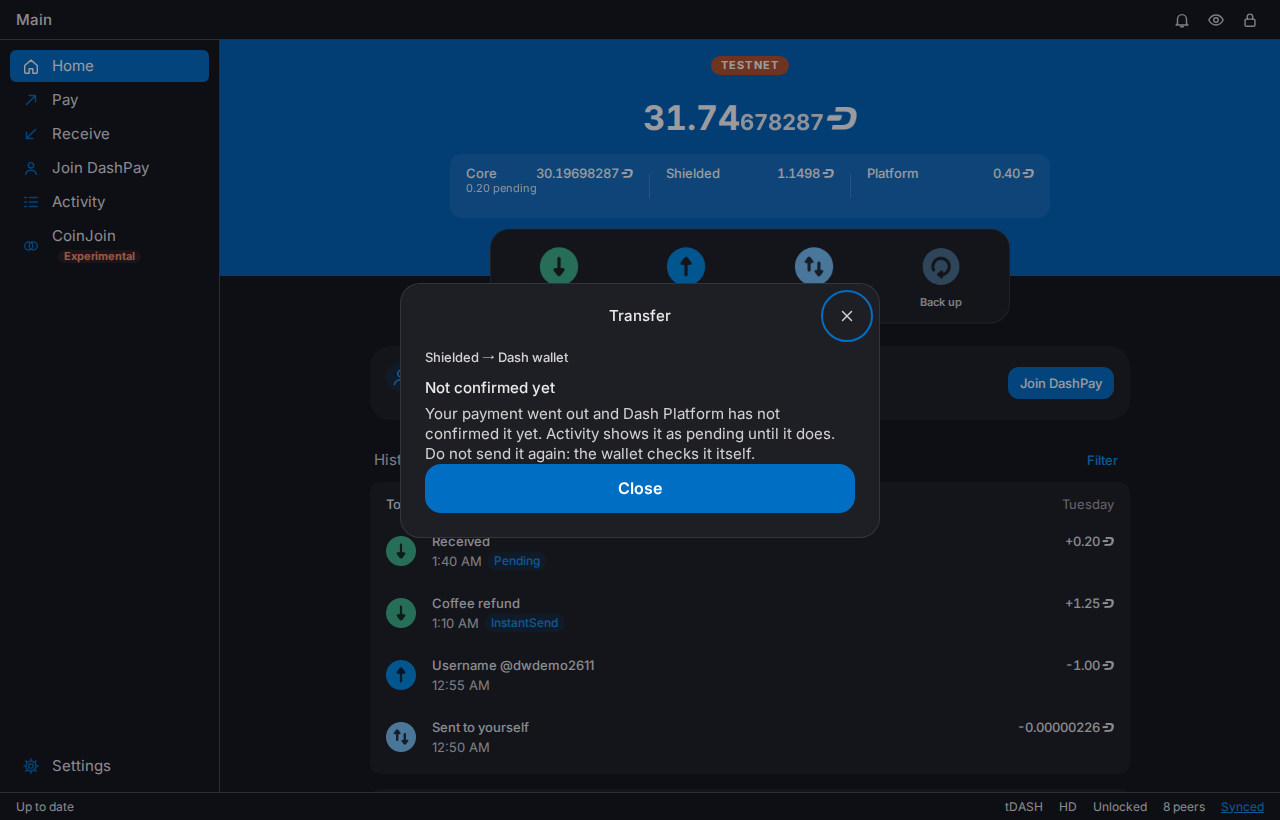 Main
Home
Pay
Receive
Join DashPay
Activity
CoinJoin
Experimental
Settings
TESTNET
31.74678287
Core 30.19698287
0.20 pending
Shielded 1.1498
Platform 0.40
Back up
Transfer
Shielded → Dash wallet
Not confirmed yet
Your payment went out and Dash Platform has not
confirmed it yet. Activity shows it as pending until it does.
Do not send it again: the wallet checks it itself.
Close
Join DashPay
Filter
Tuesday
Received +0.20
1:40 AM Pending
Coffee refund +1.25
1:10 AM InstantSend
Username @dwdemo2611 -1.00
12:55 AM
Sent to yourself -0.00000226
12:50 AM
Up to date
tDASH HD Unlocked 8 peers Synced